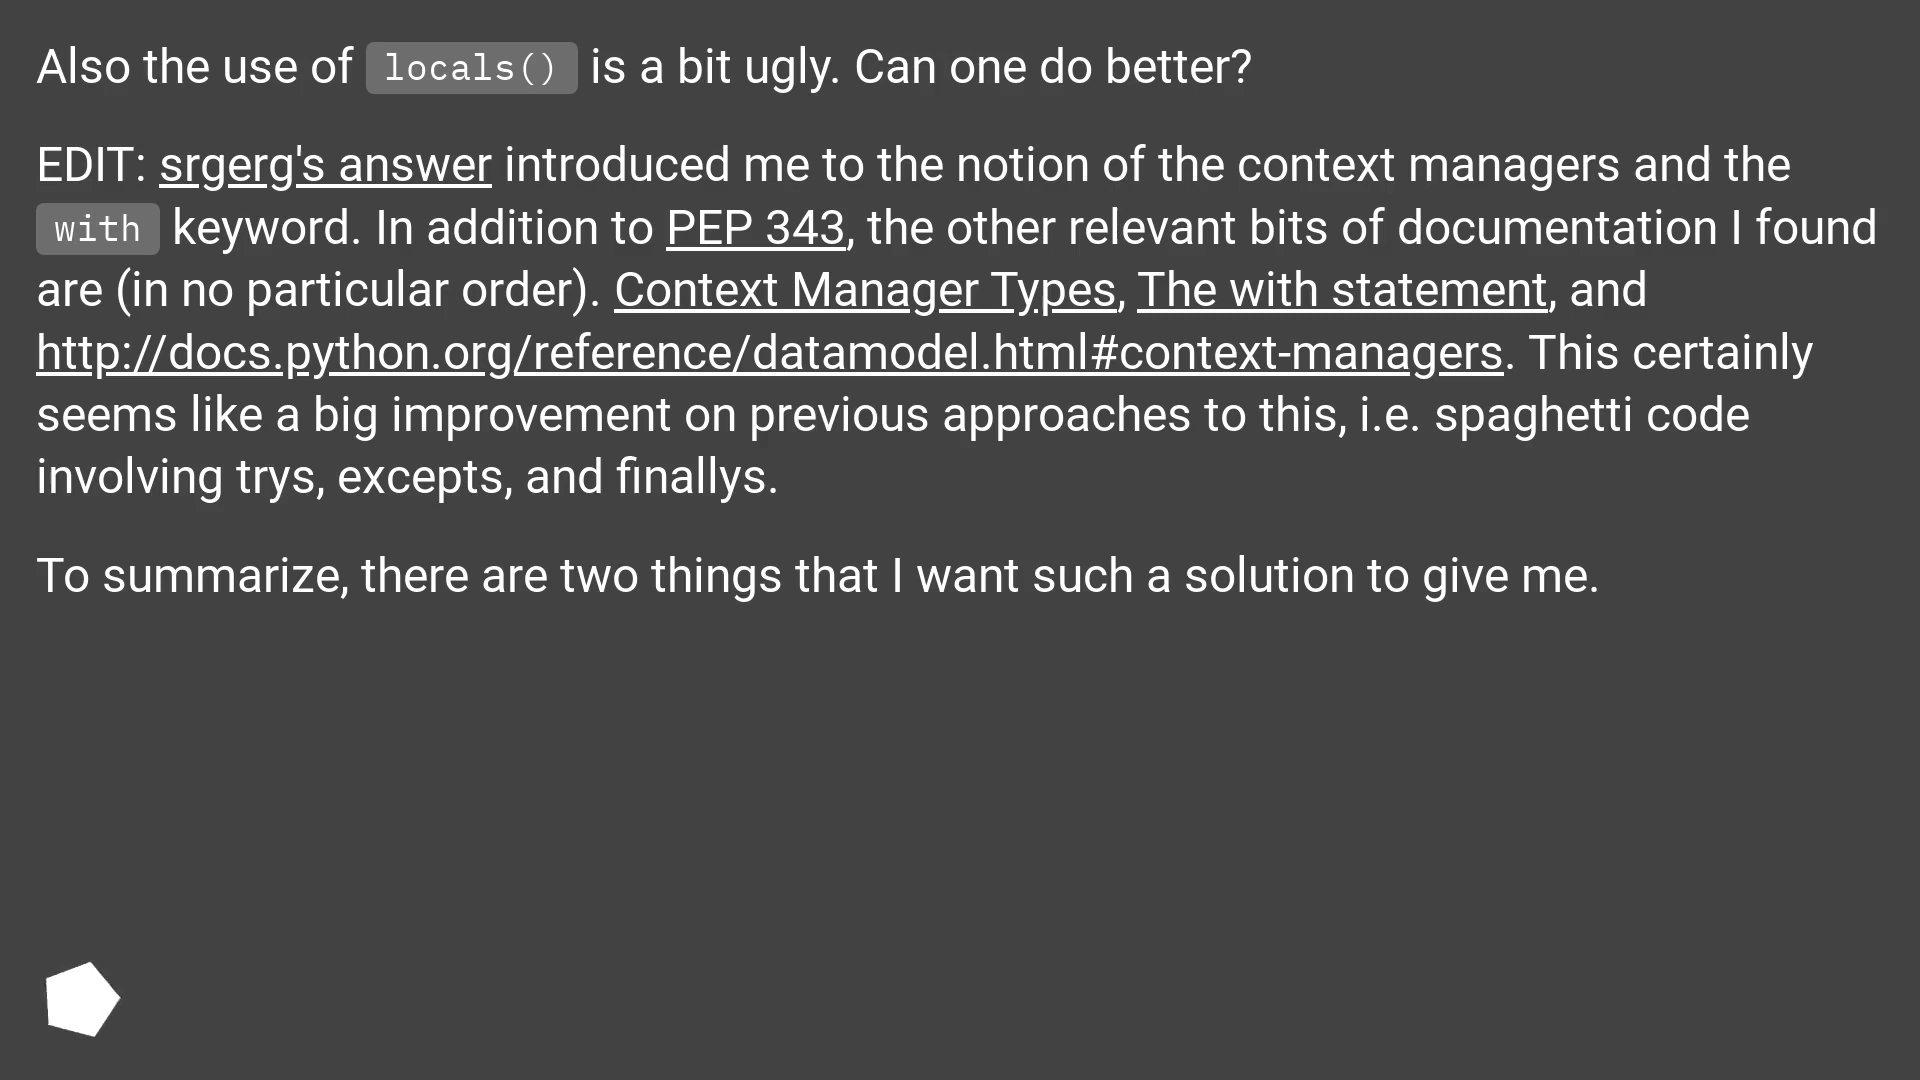 Also the use of locals() is a bit ugly. Can one do better?
EDIT: srgerg's answer introduced me to the notion of the context managers and the
with keyword. In addition to PEP 343, the other relevant bits of documentation I found
are (in no particular order). Context Manager Types, The with statement, and
http://docs.python.org/reference/datamodel.html#context-managers. This certainly
seems like a big improvement on previous approaches to this, i.e. spaghetti code
involving trys, excepts, and finallys.
To summarize, there are two things that I want such a solution to give me.